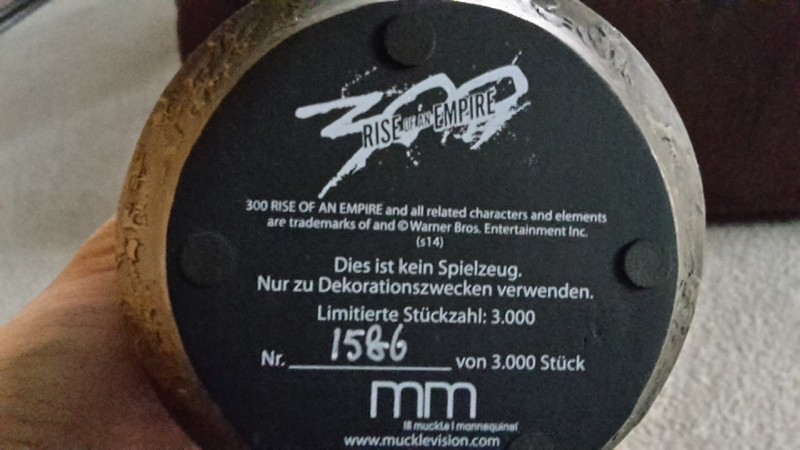 300
RISE OF AN EMPIRE
300 RISE OF AN EMPIRE and all related characters and elements
are trademarks of and © Warner Bros. Entertainment Inc.
(s14)
Dies ist kein Spielzeug.
Nur zu Dekorationszwecken verwenden.
Limitierte Stückzahl: 3.000
Nr. 1586 von 3.000 Stück
mm
muckle | mannequins
www.mucklevision.com